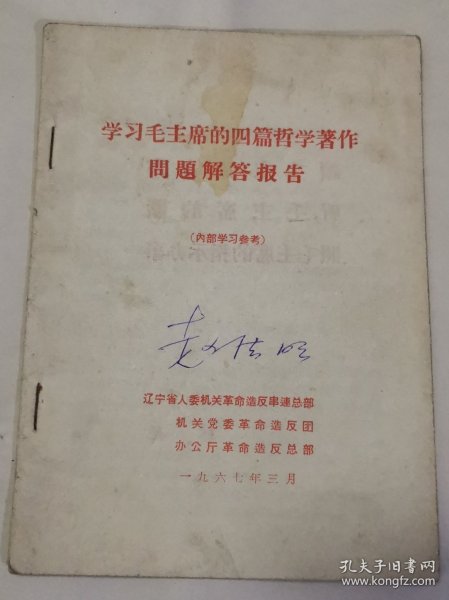 学习毛主席的四篇哲学著作
問題解答报告
(内部学习参考)
辽宁省人委机关革命造反串連总部
机关党委革命造反团
办公厅革命造反总部
一九六七年三月
孔夫子旧书网
www.kongfz.com